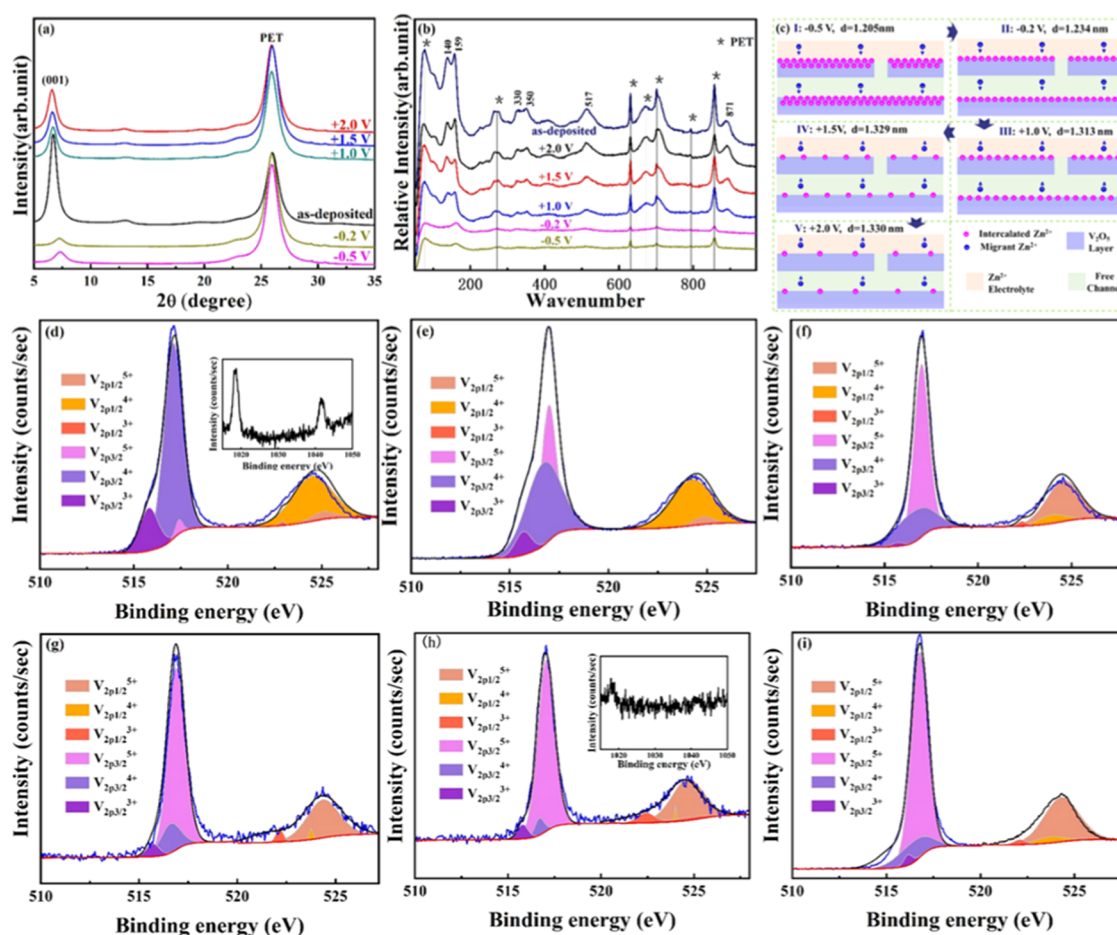 (a)
PET
(001)
+2.0 V
+1.5 V
+1.0 V
as-deposited
-0.2 V
-0.5 V
Intensity(arb.unit)
5 10 15 20 25 30 35
2θ (degree)
(b)
* PET
140
159
330
350
517
871
as-deposited
+2.0 V
+1.5 V
+1.0 V
-0.2 V
-0.5 V
Relative Intensity(arb.unit)
200 400 600 800
Wavenumber
(c) I: -0.5 V, d=1.205nm
II: -0.2 V, d=1.234 nm
IV: +1.5V, d=1.329 nm
III: +1.0 V, d=1.313 nm
V: +2.0 V, d=1.330 nm
Intercalated Zn²⁺
Migrant Zn²⁺
V₂O₅
Layer
Zn²⁺
Electrolyte
Free
Channel
(d)
V2p1/2 5+
V2p1/2 4+
V2p1/2 3+
V2p3/2 5+
V2p3/2 4+
V2p3/2 3+
Intensity (counts/sec)
1020 1030 1040 1050
Binding energy (eV)
Intensity (counts/sec)
510 515 520 525
Binding energy (eV)
(e)
V2p1/2 5+
V2p1/2 4+
V2p1/2 3+
V2p3/2 5+
V2p3/2 4+
V2p3/2 3+
Intensity (counts/sec)
510 515 520 525
Binding energy (eV)
(f)
V2p1/2 5+
V2p1/2 4+
V2p1/2 3+
V2p3/2 5+
V2p3/2 4+
V2p3/2 3+
Intensity (counts/sec)
510 515 520 525
Binding energy (eV)
(g)
V2p1/2 5+
V2p1/2 4+
V2p1/2 3+
V2p3/2 5+
V2p3/2 4+
V2p3/2 3+
Intensity (counts/sec)
510 515 520 525
Binding energy (eV)
(h)
V2p1/2 5+
V2p1/2 4+
V2p1/2 3+
V2p3/2 5+
V2p3/2 4+
V2p3/2 3+
Intensity (counts/sec)
1020 1030 1040 1050
Binding energy (eV)
Intensity (counts/sec)
510 515 520 525
Binding energy (eV)
(i)
V2p1/2 5+
V2p1/2 4+
V2p1/2 3+
V2p3/2 5+
V2p3/2 4+
V2p3/2 3+
Intensity (counts/sec)
510 515 520 525
Binding energy (eV)